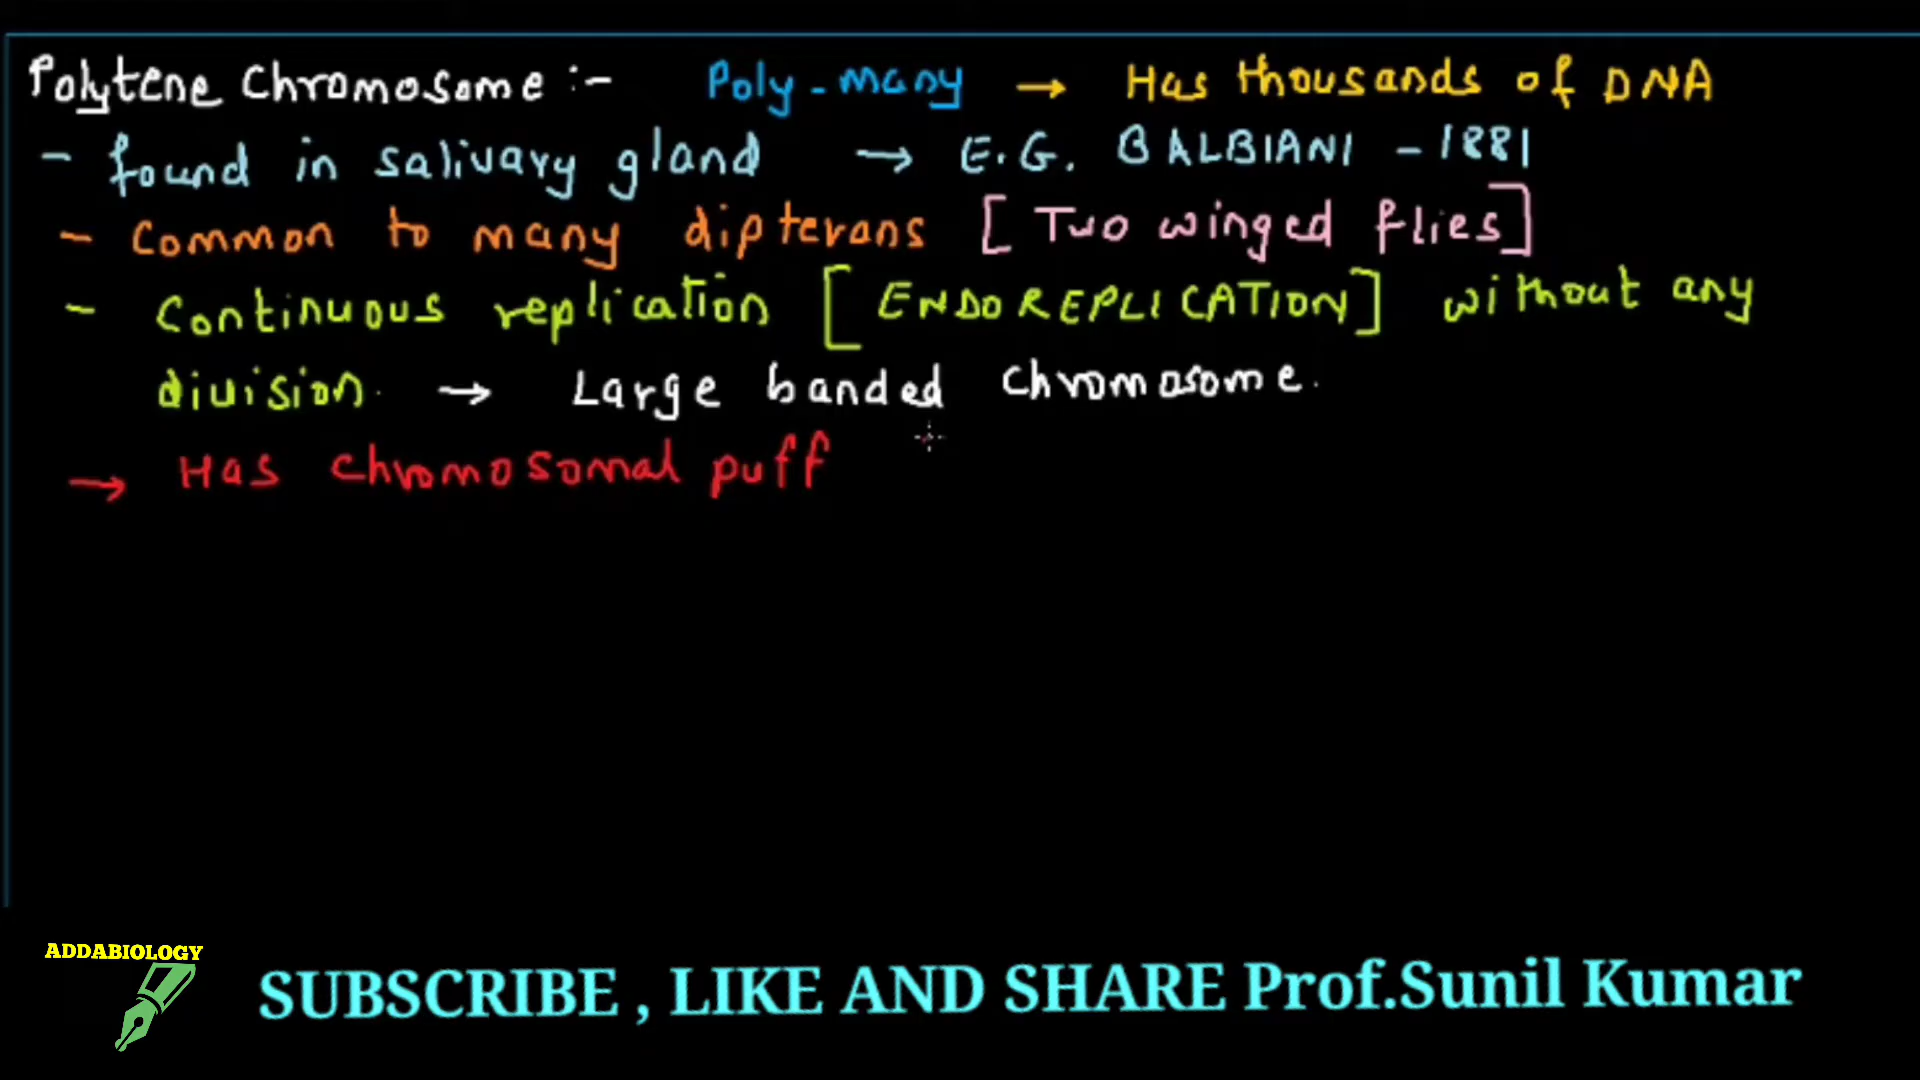 Polytene Chromosome :- Poly - many → Has thousands of DNA
- found in salivary gland → E.G. BALBIANI - 1881
- Common to many dipterans [Two winged flies]
- Continuous replication [ENDOREPLICATION] without any
division. → Large banded Chromosome.
→ Has Chromosomal puff
ADDABIOLOGY
SUBSCRIBE , LIKE AND SHARE Prof.Sunil Kumar